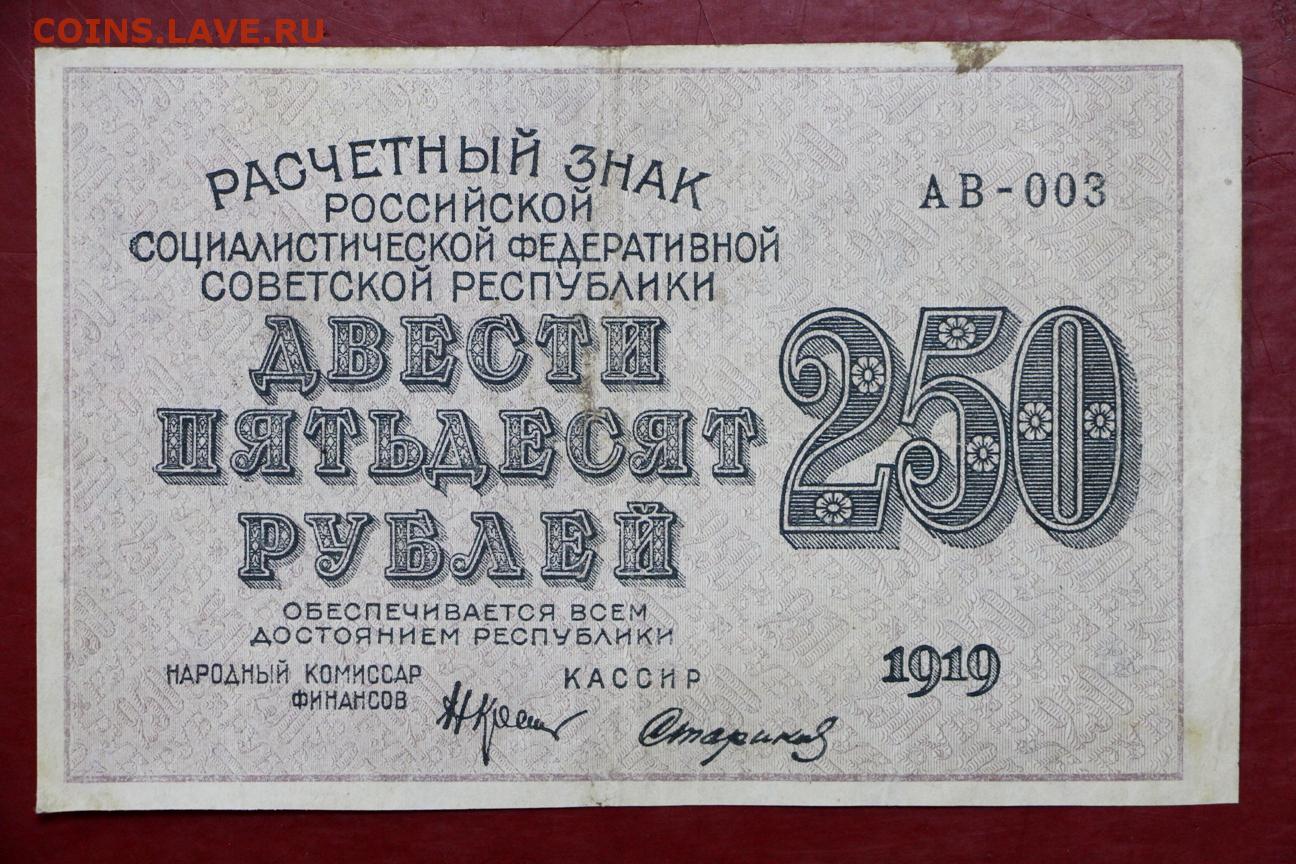 COINS.LAVE.RU
РАСЧЕТНЫЙ ЗНАК
РОССИЙСКОЙ
СОЦИАЛИСТИЧЕСКОЙ ФЕДЕРАТИВНОЙ
СОВЕТСКОЙ РЕСПУБЛИКИ
АВ-003
ДВЕСТИ
ПЯТЬДЕСЯТ
РУБЛЕЙ
250
ОБЕСПЕЧИВАЕТСЯ ВСЕМ
ДОСТОЯНИЕМ РЕСПУБЛИКИ
НАРОДНЫЙ КОМИССАР
ФИНАНСОВ
КАССИР
Стариков
1919